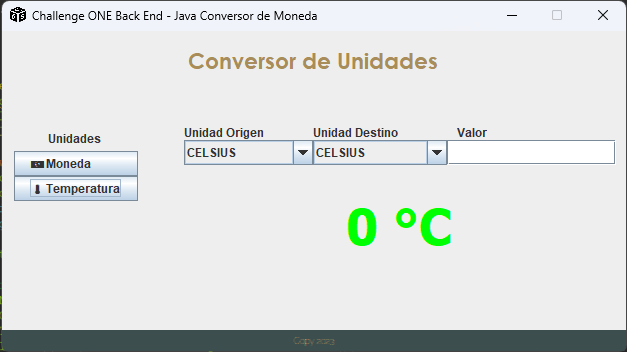 Challenge ONE Back End - Java Conversor de Moneda
Conversor de Unidades
Unidades
Moneda
Temperatura
Unidad Origen Unidad Destino Valor
CELSIUS CELSIUS
0 °C
Copy 2023